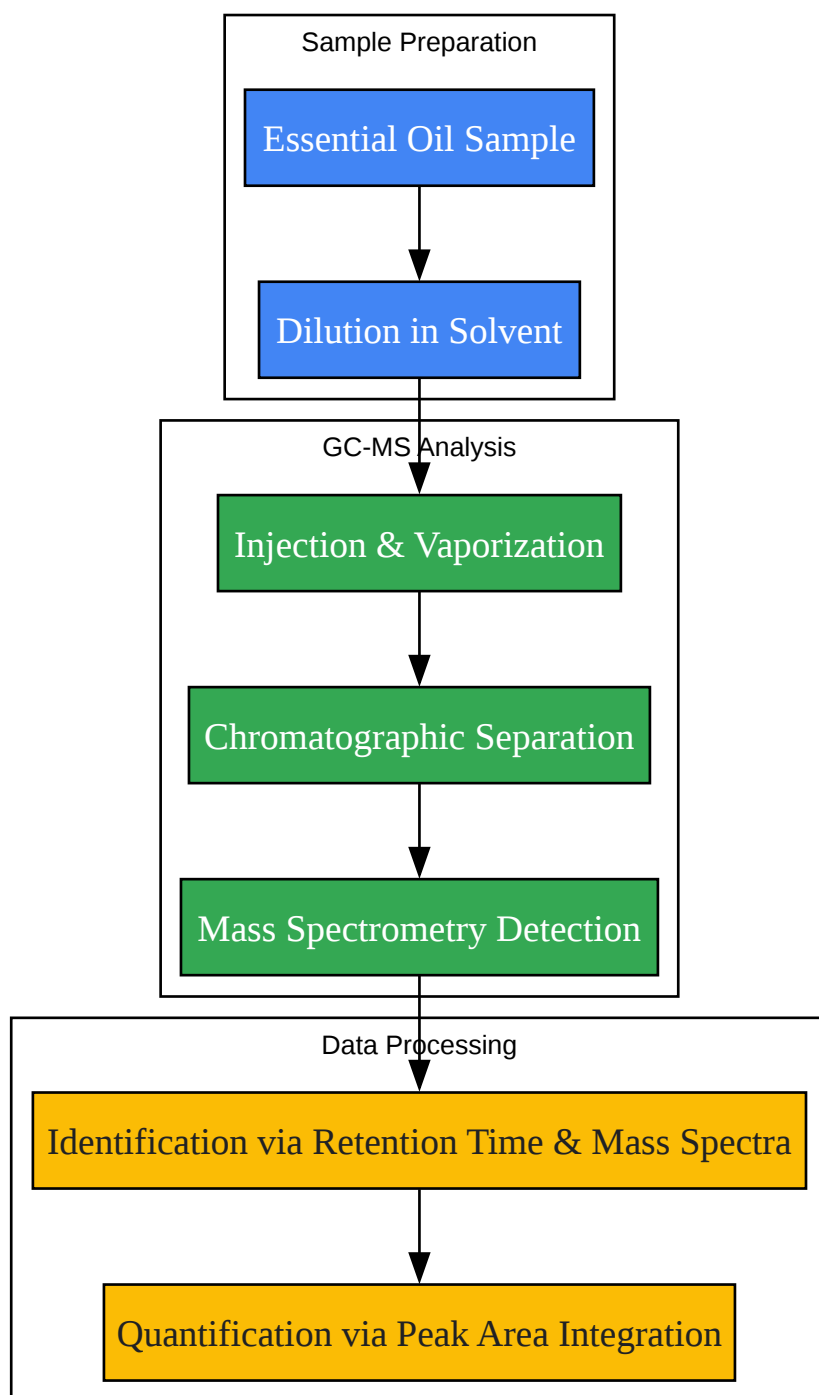 Sample Preparation
Essential Oil Sample
Dilution in Solvent
GC-MS Analysis
Injection & Vaporization
Chromatographic Separation
Mass Spectrometry Detection
Data Processing
Identification via Retention Time & Mass Spectra
Quantification via Peak Area Integration